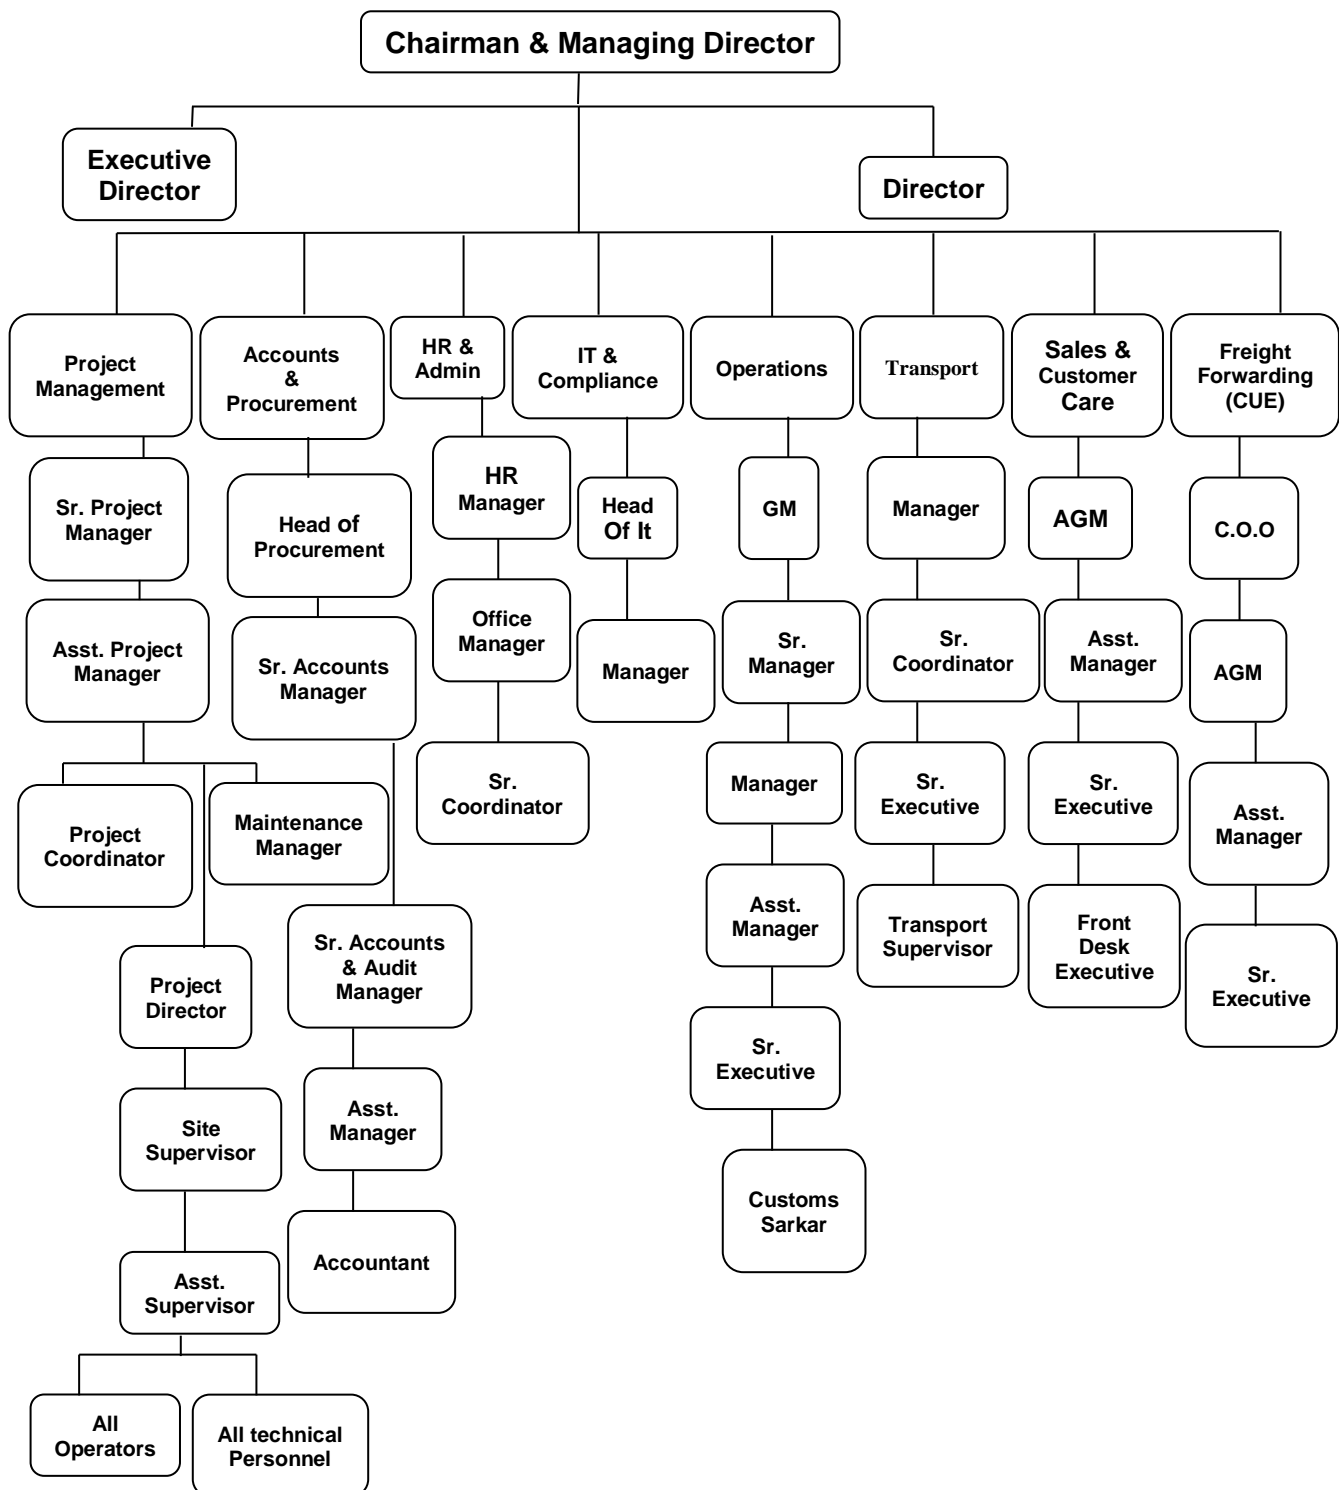 Chairman & Managing Director
Executive
Director
Director
Project
Management
Accounts
&
Procurement
HR &
Admin
IT &
Compliance
Operations
Transport
Sales &
Customer
Care
Freight
Forwarding
(CUE)
Sr. Project
Manager
Head of
Procurement
HR
Manager
Head
Of It
GM
Manager
AGM
C.O.O
Asst. Project
Manager
Sr. Accounts
Manager
Office
Manager
Manager
Sr.
Manager
Sr.
Coordinator
Asst.
Manager
AGM
Project
Coordinator
Maintenance
Manager
Sr.
Coordinator
Manager
Sr.
Executive
Sr.
Executive
Asst.
Manager
Project
Director
Sr. Accounts
& Audit
Manager
Asst.
Manager
Transport
Supervisor
Front
Desk
Executive
Sr.
Executive
Site
Supervisor
Asst.
Manager
Sr.
Executive
Asst.
Supervisor
Accountant
Customs
Sarkar
All
Operators
All technical
Personnel